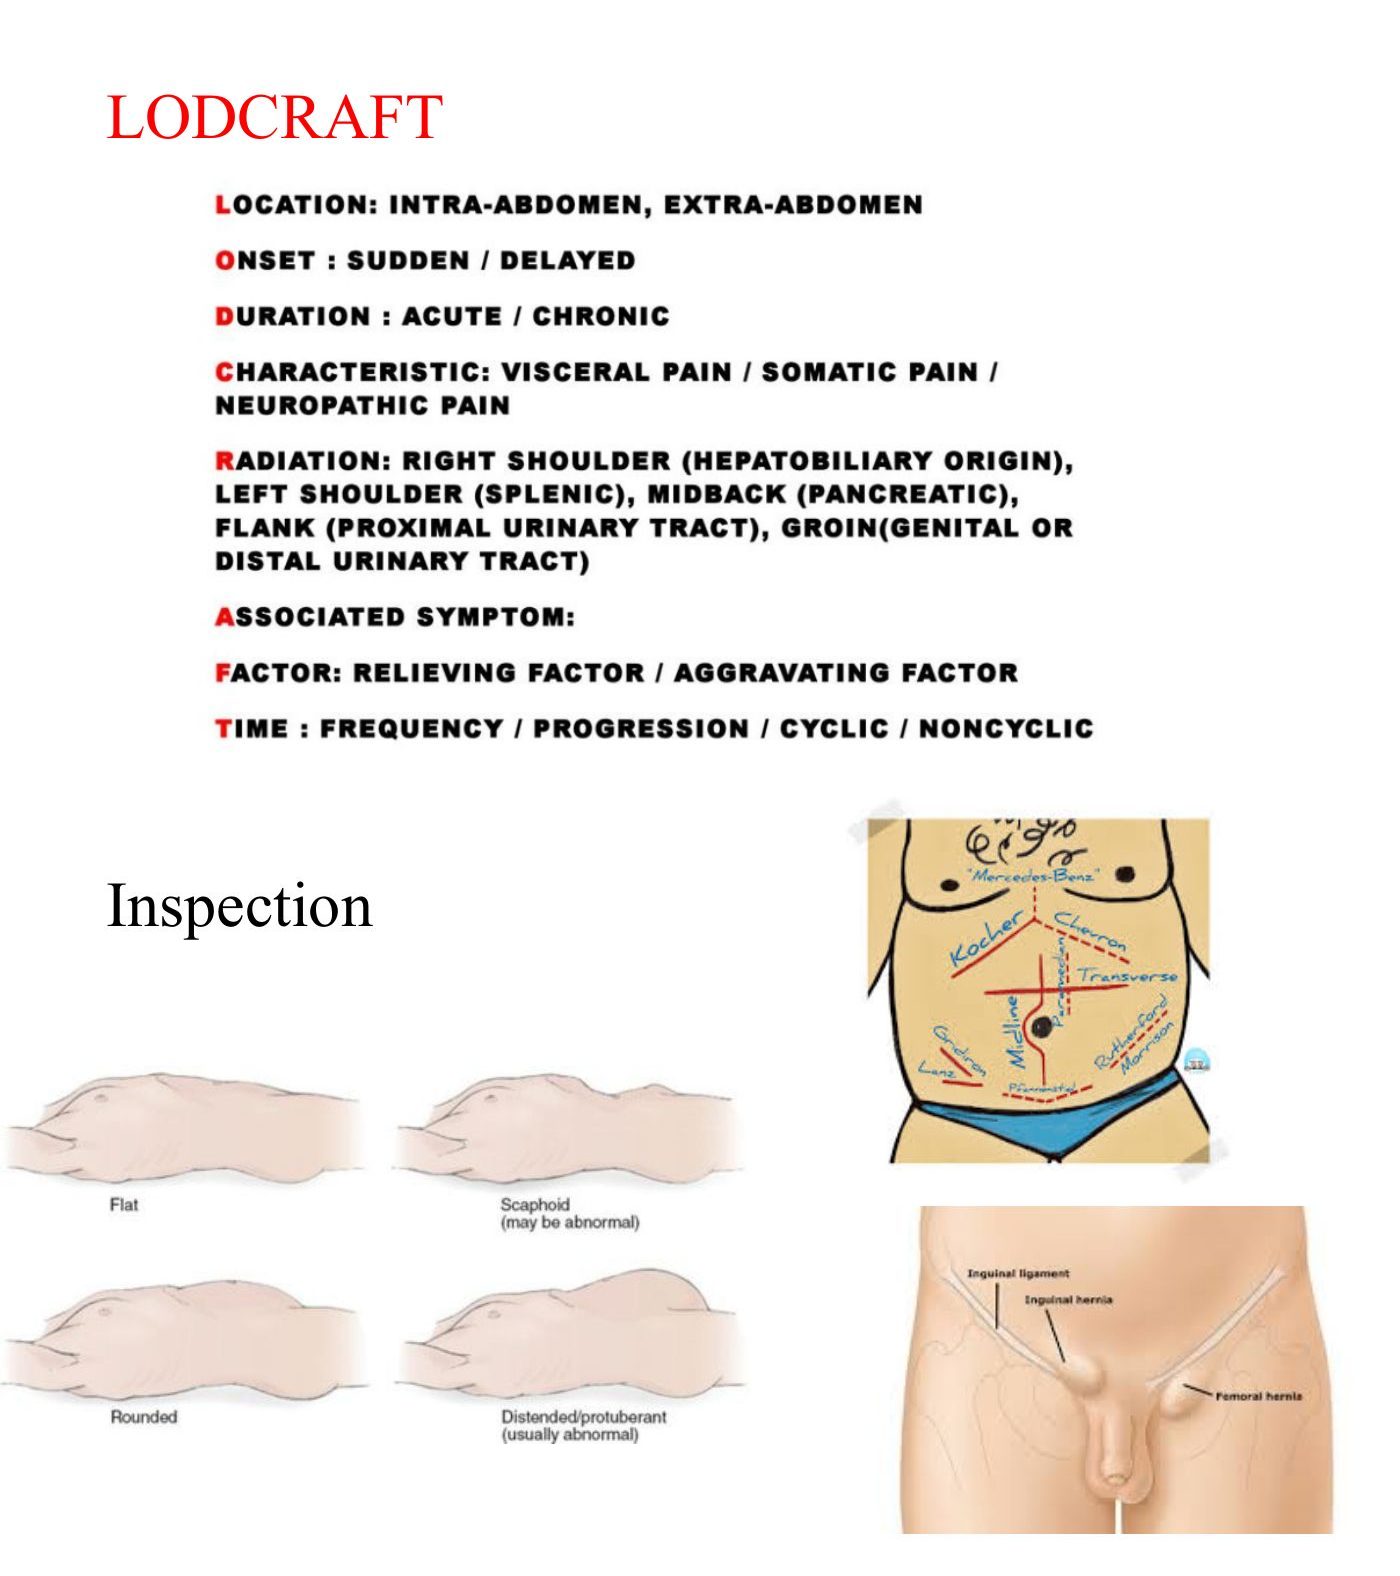 LODCRAFT
LOCATION: INTRA-ABDOMEN, EXTRA-ABDOMEN
ONSET : SUDDEN / DELAYED
DURATION : ACUTE / CHRONIC
CHARACTERISTIC: VISCERAL PAIN / SOMATIC PAIN /
NEUROPATHIC PAIN
RADIATION: RIGHT SHOULDER (HEPATOBILIARY ORIGIN),
LEFT SHOULDER (SPLENIC), MIDBACK (PANCREATIC),
FLANK (PROXIMAL URINARY TRACT), GROIN(GENITAL OR
DISTAL URINARY TRACT)
ASSOCIATED SYMPTOM:
FACTOR: RELIEVING FACTOR / AGGRAVATING FACTOR
TIME : FREQUENCY / PROGRESSION / CYCLIC / NONCYCLIC
Inspection
"Mercedes-Benz"
Kocher
Chevron
Paramedian
Transverse
Midline
Gridiron
Lanz
Rutherford
Morrison
Pfannenstiel
Flat
Scaphoid
(may be abnormal)
Rounded
Distended/protuberant
(usually abnormal)
Inguinal ligament
Inguinal hernia
Femoral hernia